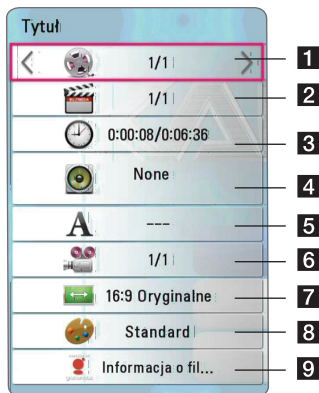 Tytuł
1/1 1
1/1 2
0:00:08/0:06:36 3
None 4
A --- 5
1/1 6
16:9 Oryginalne 7
Standard 8
Informacja o fil... 9